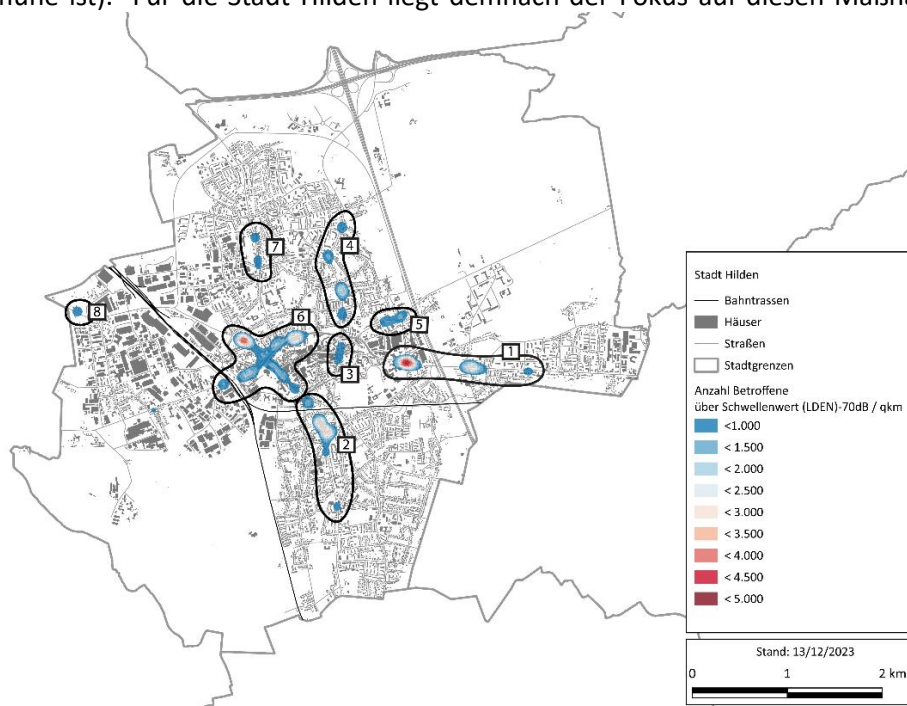 mühe ist). Für die Stadt Hilden liegt demnach der Fokus auf diesen
7
4
8
6
5
1
3
2
Stadt Hilden
Bahntrassen
Häuser
Straßen
Stadtgrenzen
Anzahl Betroffene
über Schwellenwert (LDEN)-70dB / qkm
<1.000
< 1.500
< 2.000
< 2.500
< 3.000
< 3.500
< 4.000
< 4.500
< 5.000
Stand: 13/12/2023
0 1 2 km